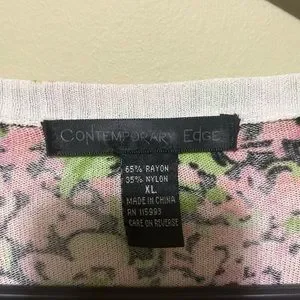 CONTEMPORARY EDGE
65% RAYON
35% NYLON
XL
MADE IN CHINA
RN 115993
CARE ON REVERSE